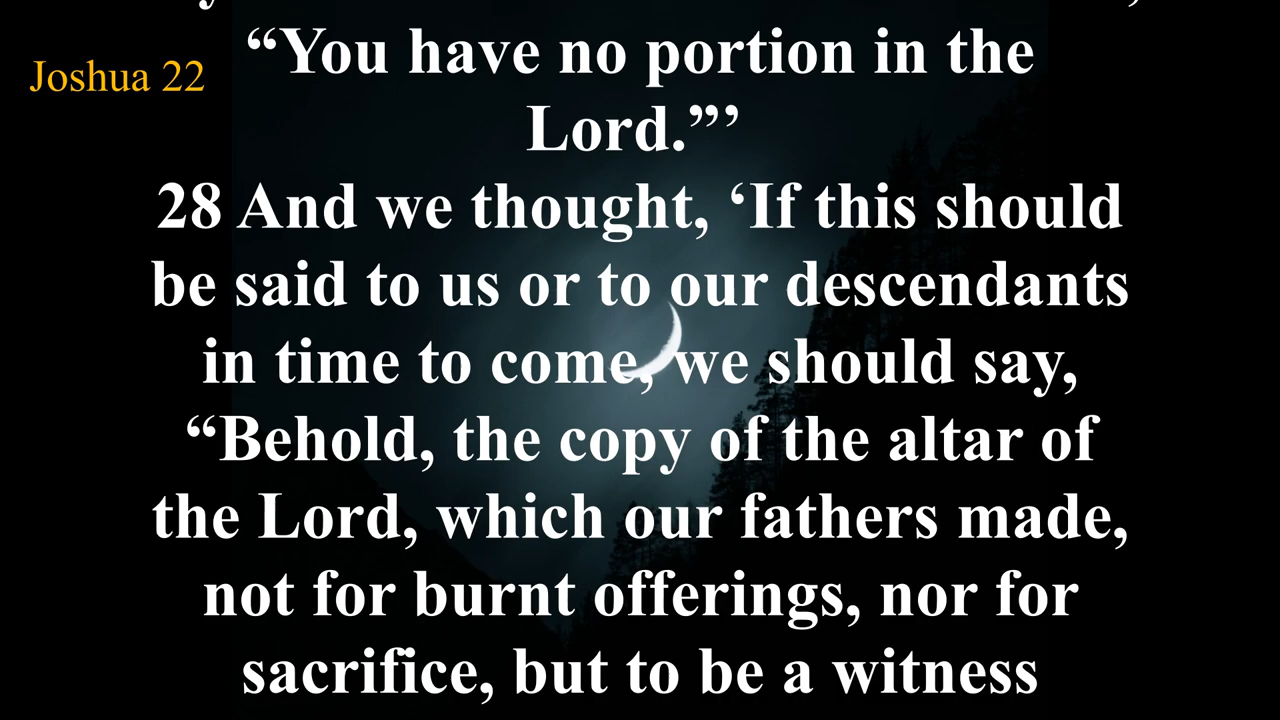 Joshua 22
“You have no portion in the
Lord.”’
28 And we thought, ‘If this should
be said to us or to our descendants
in time to come, we should say,
“Behold, the copy of the altar of
the Lord, which our fathers made,
not for burnt offerings, nor for
sacrifice, but to be a witness